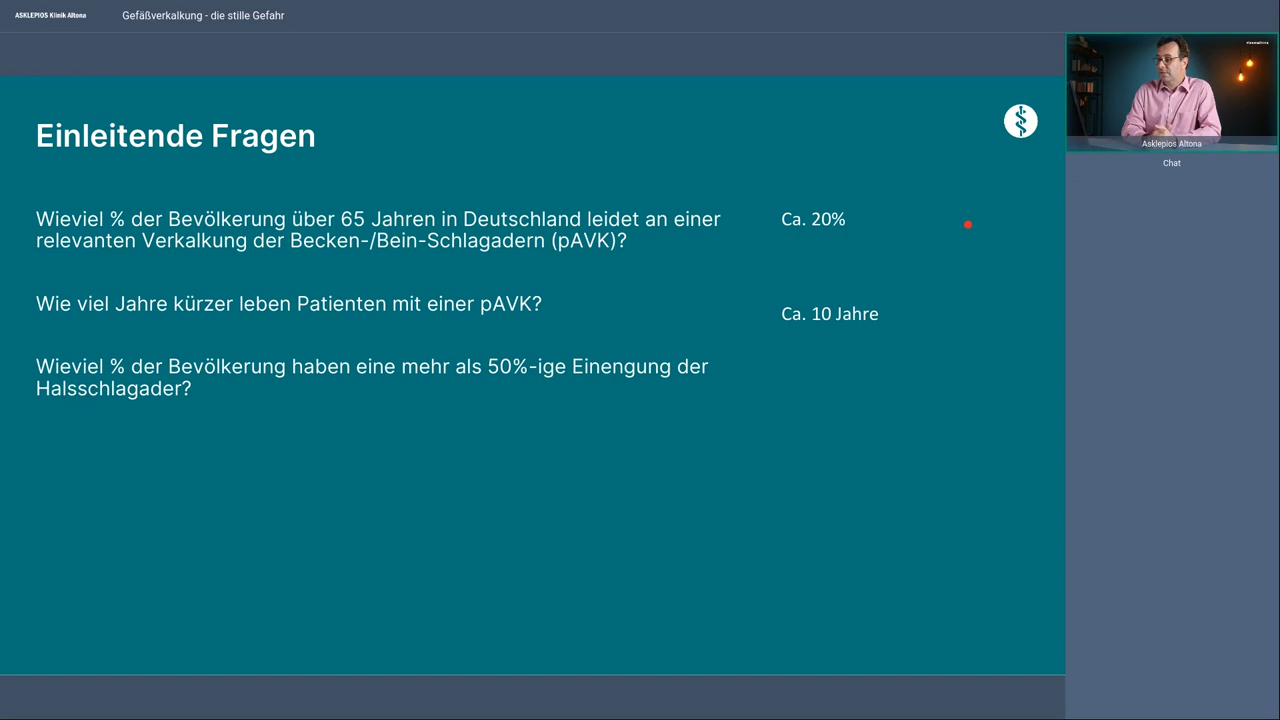 ASKLEPIOS Klinik Altona
Gefäßverkalkung - die stille Gefahr
Einleitende Fragen
Wieviel % der Bevölkerung über 65 Jahren in Deutschland leidet an einer
relevanten Verkalkung der Becken-/Bein-Schlagadern (pAVK)?
Ca. 20%
Wie viel Jahre kürzer leben Patienten mit einer pAVK?
Ca. 10 Jahre
Wieviel % der Bevölkerung haben eine mehr als 50%-ige Einengung der
Halsschlagader?
Asklepios Altona
Chat